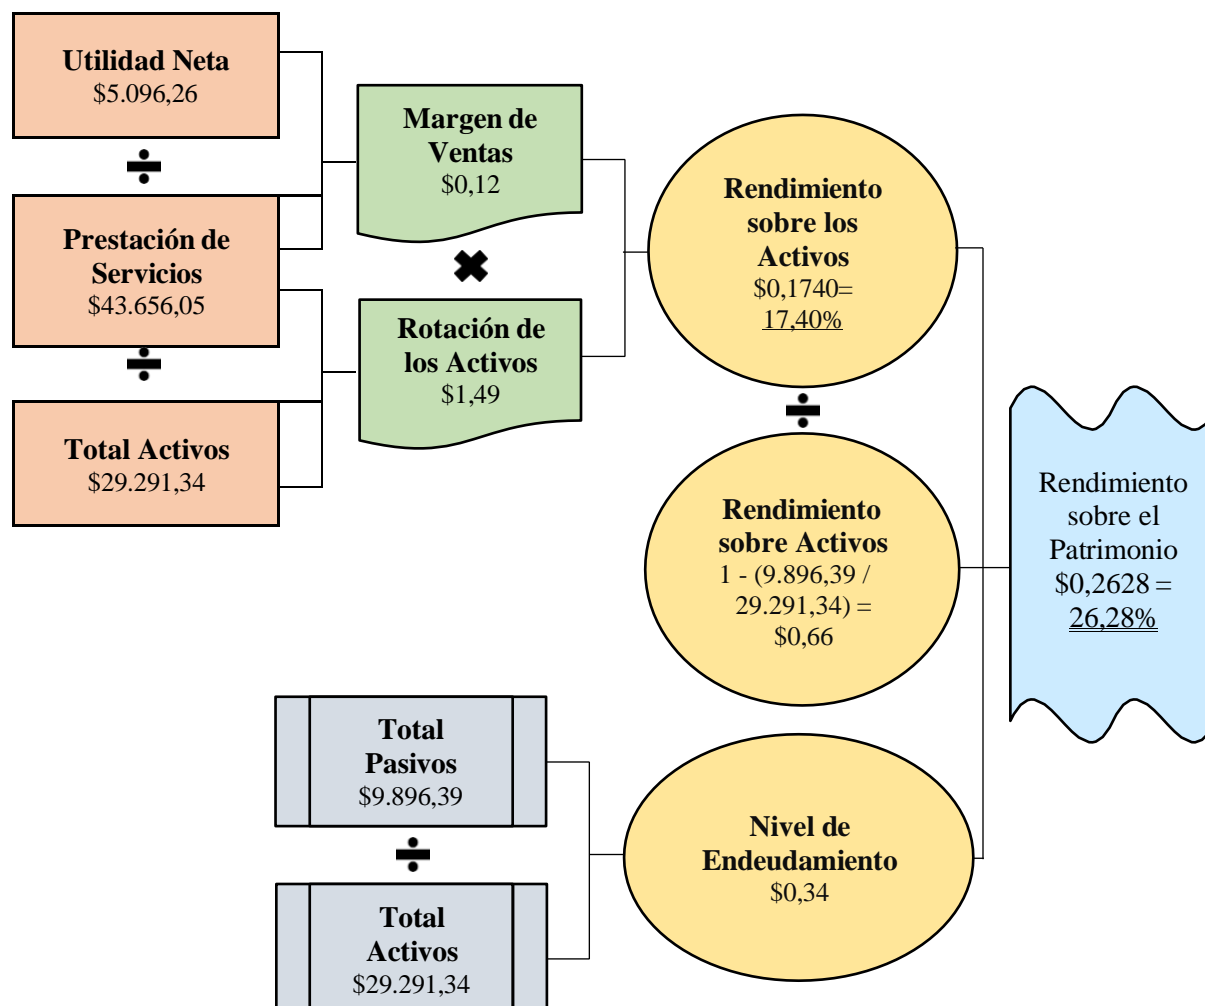 Utilidad Neta
$5.096,26
÷
Prestación de
Servicios
$43.656,05
÷
Total Activos
$29.291,34
Margen de
Ventas
$0,12
✖
Rotación de
los Activos
$1,49
Rendimiento
sobre los
Activos
$0,1740=
17,40%
÷
Rendimiento
sobre Activos
1 - (9.896,39 /
29.291,34) =
$0,66
Total
Pasivos
$9.896,39
÷
Total
Activos
$29.291,34
Nivel de
Endeudamiento
$0,34
Rendimiento
sobre el
Patrimonio
$0,2628 =
26,28%